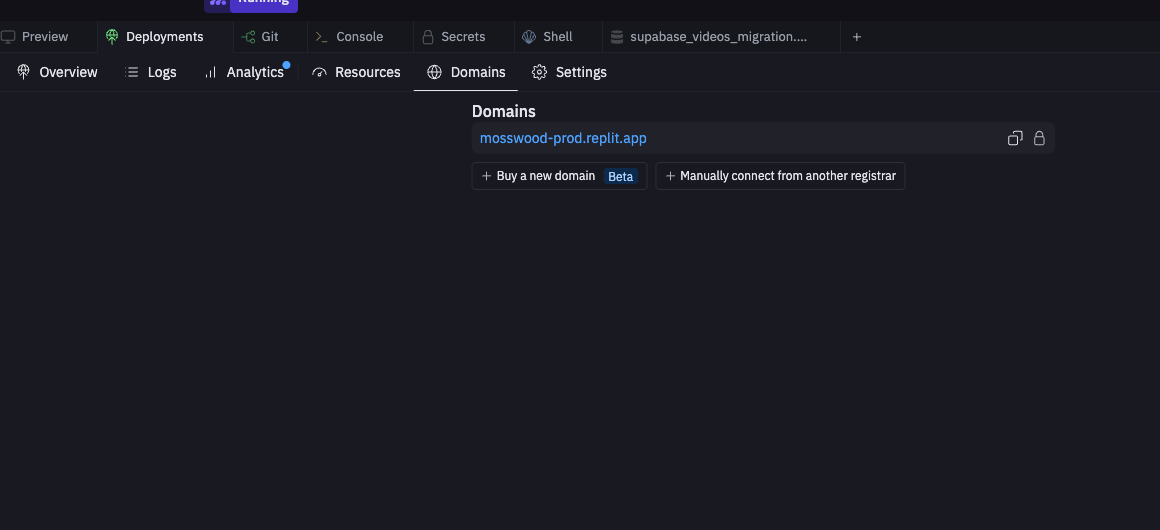 Running
Preview Deployments Git Console Secrets Shell supabase_videos_migration....
Overview Logs Analytics Resources Domains Settings
Domains
mosswood-prod.replit.app
Buy a new domain Beta Manually connect from another registrar